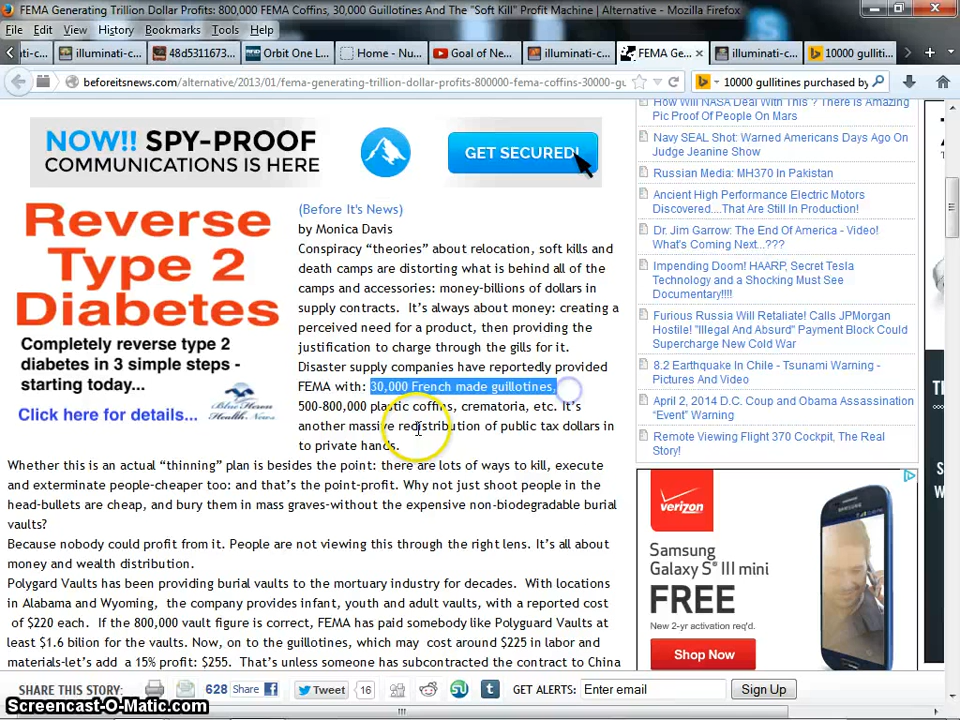 FEMA Generating Trillion Dollar Profits: 800,000 FEMA Coffins, 30,000 Guillotines And The "Soft Kill" Profit Machine | Alternative - Mozilla Firefox
File Edit View History Bookmarks Tools Help
ati-c... illuminati-c... 48d5311673... Orbit One L... Home - Nu... Goal of Ne... illuminati-c... FEMA Ge... illuminati-c... 10000 gulliti...
beforeitsnews.com/alternative/2013/01/fema-generating-trillion-dollar-profits-800000-fema-coffins-30000-gu
10000 gullitines purchased by
NOW!! SPY-PROOF
COMMUNICATIONS IS HERE
GET SECURED!
Reverse
Type 2
Diabetes
Completely reverse type 2
diabetes in 3 simple steps -
starting today...
Click here for details...
Blue Heron
Health News
(Before It's News)
by Monica Davis
Conspiracy “theories” about relocation, soft kills and
death camps are distorting what is behind all of the
camps and accessories: money-billions of dollars in
supply contracts. It’s always about money: creating a
perceived need for a product, then providing the
justification to charge through the gills for it.
Disaster supply companies have reportedly provided
FEMA with: 30,000 French made guillotines,
500-800,000 plastic coffins, crematoria, etc. It’s
another massive redistribution of public tax dollars in
to private hands.
Whether this is an actual “thinning” plan is besides the point: there are lots of ways to kill, execute
and exterminate people-cheaper too: and that’s the point-profit. Why not just shoot people in the
head-bullets are cheap, and bury them in mass graves-without the expensive non-biodegradable burial
vaults?
Because nobody could profit from it. People are not viewing this through the right lens. It’s all about
money and wealth distribution.
Polygard Vaults has been providing burial vaults to the mortuary industry for decades. With locations
in Alabama and Wyoming, the company provides infant, youth and adult vaults, with a reported cost
of $220 each. If the 800,000 vault figure is correct, FEMA has paid somebody like Polyguard Vaults at
least $1.6 bilion for the vaults. Now, on to the guillotines, which may cost around $225 in labor and
materials-let’s add a 15% profit: $255. That’s unless someone has subcontracted the contract to China
How Will NASA Deal With This ? There Is Amazing
Pic Proof Of People On Mars
Navy SEAL Shot: Warned Americans Days Ago On
Judge Jeanine Show
Russian Media: MH370 In Pakistan
Ancient High Performance Electric Motors
Discovered....That Are Still In Production!
Dr. Jim Garrow: The End Of America - Video!
What's Coming Next...???
Impending Doom! HAARP, Secret Tesla
Technology and a Shocking Must See
Documentary!!!!
Furious Russia Will Retaliate! Calls JPMorgan
Hostile! "Illegal And Absurd" Payment Block Could
Supercharge New Cold War
8.2 Earthquake In Chile - Tsunami Warning -
Pictures And Video
April 2, 2014 D.C. Coup and Obama Assassination
“Event” Warning
Remote Viewing Flight 370 Cockpit, The Real
Story!
verizon
Samsung
Galaxy S® III mini
FREE
New 2-yr activation req'd.
Shop Now
SHARE THIS STORY: 628 Share Tweet 16 GET ALERTS: Enter email Sign Up
Screencast-O-Matic.com